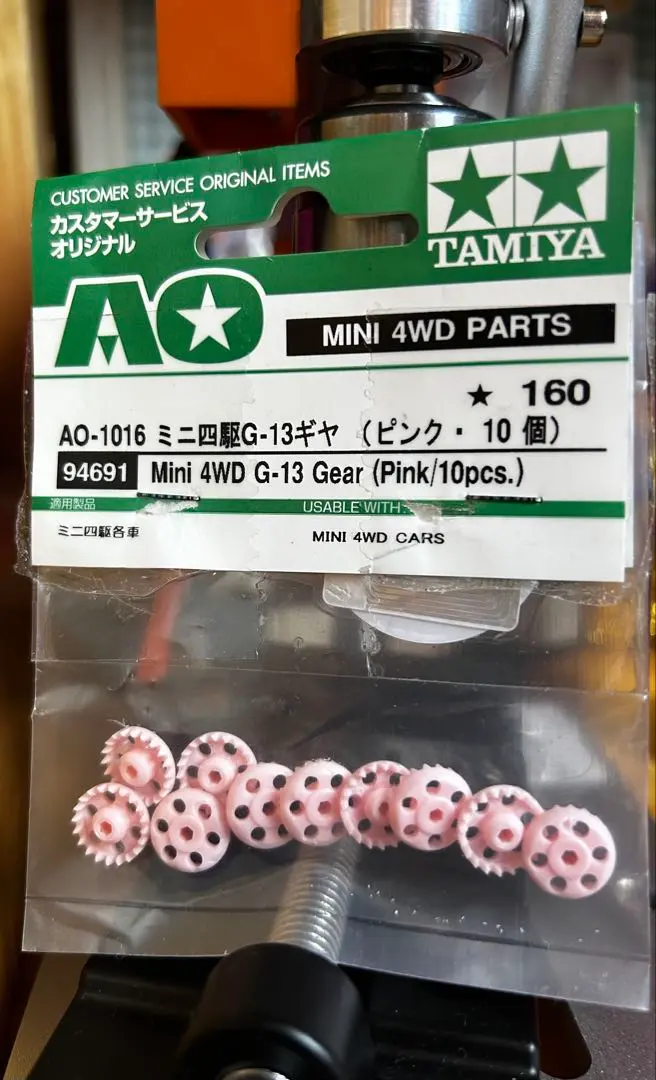 CUSTOMER SERVICE ORIGINAL ITEMS
カスタマーサービス
オリジナル
TAMIYA
AO
MINI 4WD PARTS
★ 160
AO-1016 ミニ四駆G-13ギヤ (ピンク・10個)
94691 Mini 4WD G-13 Gear (Pink/10pcs.)
適用製品 USABLE WITH
ミニ四駆各車 MINI 4WD CARS